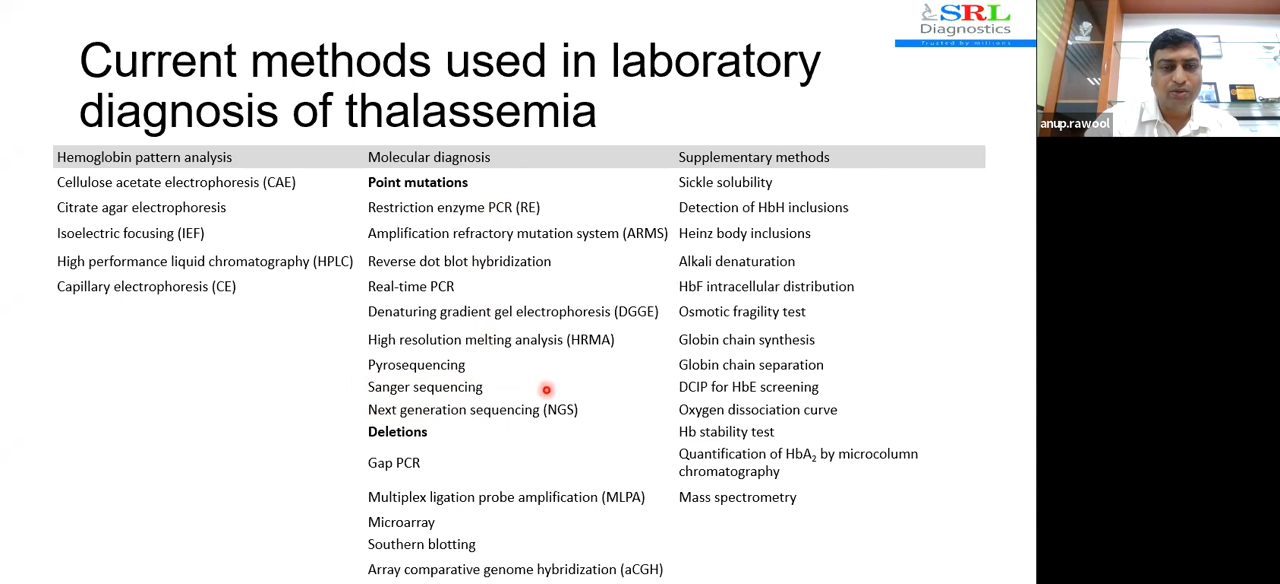 SRL
Diagnostics
Trusted by millions
anup.rawool
Current methods used in laboratory
diagnosis of thalassemia
Hemoglobin pattern analysis
Cellulose acetate electrophoresis (CAE)
Citrate agar electrophoresis
Isoelectric focusing (IEF)
High performance liquid chromatography (HPLC)
Capillary electrophoresis (CE)
Molecular diagnosis
Point mutations
Restriction enzyme PCR (RE)
Amplification refractory mutation system (ARMS)
Reverse dot blot hybridization
Real-time PCR
Denaturing gradient gel electrophoresis (DGGE)
High resolution melting analysis (HRMA)
Pyrosequencing
Sanger sequencing
Next generation sequencing (NGS)
Deletions
Gap PCR
Multiplex ligation probe amplification (MLPA)
Microarray
Southern blotting
Array comparative genome hybridization (aCGH)
Supplementary methods
Sickle solubility
Detection of HbH inclusions
Heinz body inclusions
Alkali denaturation
HbF intracellular distribution
Osmotic fragility test
Globin chain synthesis
Globin chain separation
DCIP for HbE screening
Oxygen dissociation curve
Hb stability test
Quantification of HbA₂ by microcolumn
chromatography
Mass spectrometry